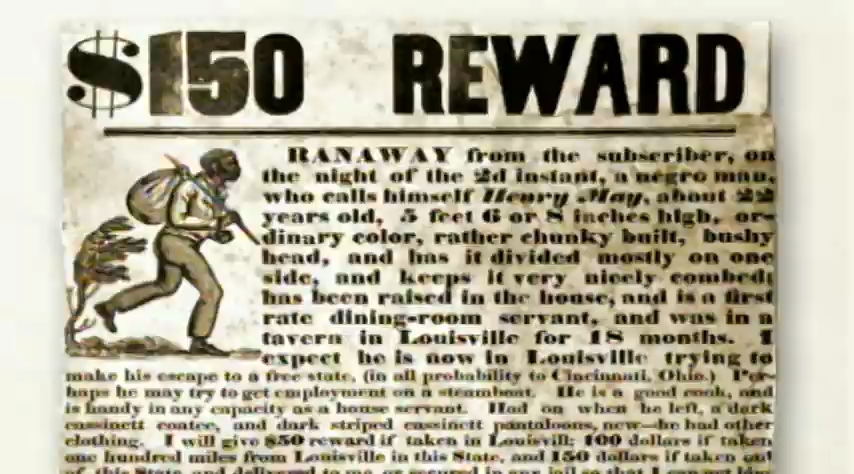 $150 REWARD
RANAWAY from the subscriber, on
the night of the 2d instant, a negro man,
who calls himself Henry May, about 22
years old, 5 feet 6 or 8 inches high, or-
dinary color, rather chunky built, bushy
head, and has it divided mostly on one
side, and keeps it very nicely combed;
has been raised in the house, and is a first
rate dining-room servant, and was in a
tavern in Louisville for 18 months. I
expect he is now in Louisville trying to
make his escape to a free state, (in all probability to Cincinnati, Ohio.) Per-
haps he may try to get employment on a steamboat. He is a good cook, and
is handy in any capacity as a house servant. Had on when he left, a dark
cassinett coatee, and dark striped cassinett pantaloons, new—he had other
clothing. I will give $50 reward if taken in Louisvill; 100 dollars if taken
one hundred miles from Louisville in this State, and 150 dollars if taken out
of this State, and delivered to me, or secured in any jail so that I can get him